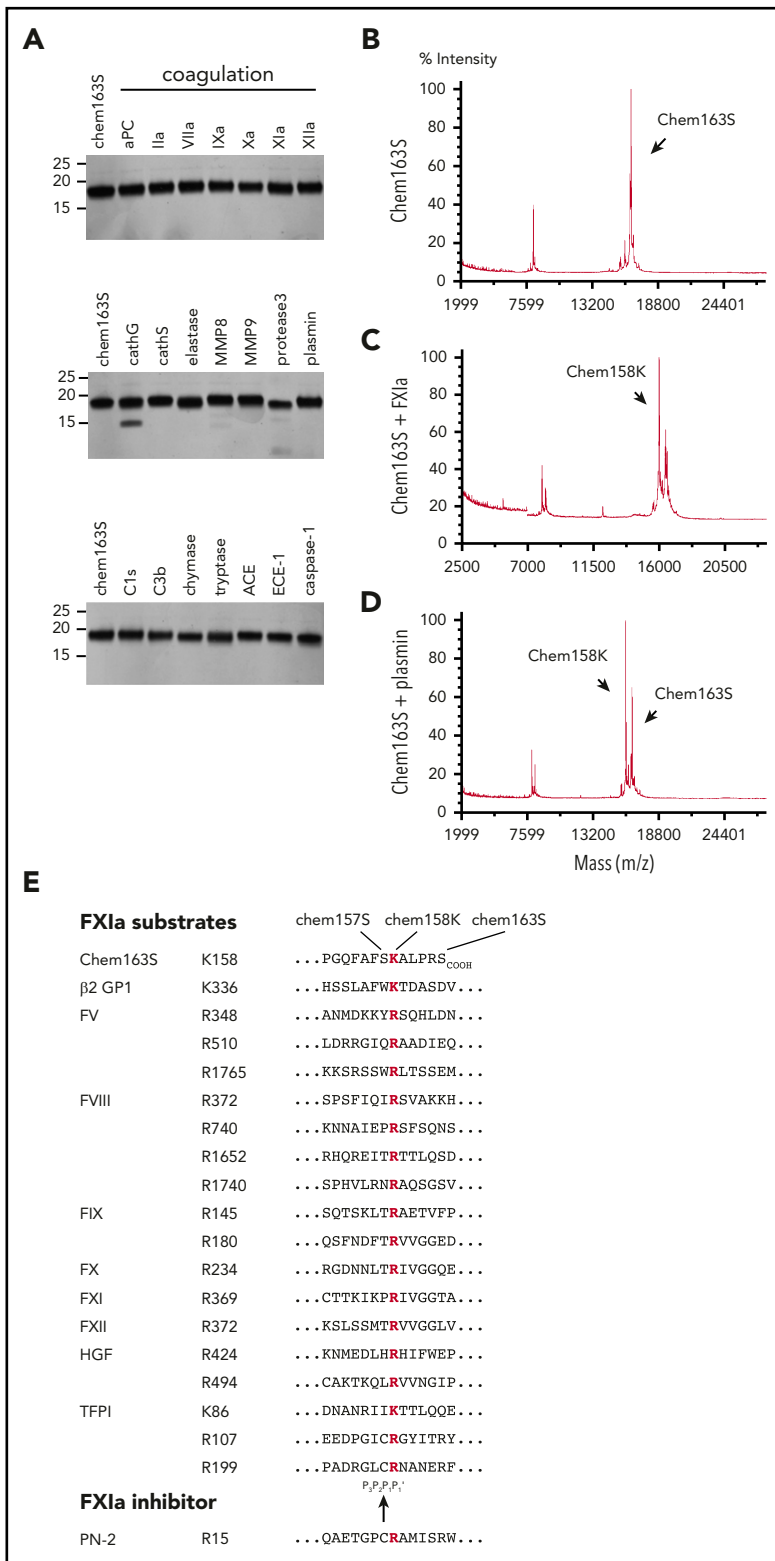 A
coagulation
chem163S
aPC
IIa
VIIa
IXa
Xa
XIa
XIIa
25
20
15
chem163S
cathG
cathS
elastase
MMP8
MMP9
protease3
plasmin
25
20
15
chem163S
C1s
C3b
chymase
tryptase
ACE
ECE-1
caspase-1
25
20
15
B
% Intensity
Chem163S
100
80
60
40
20
0
Chem163S
1999 7599 13200 18800 24401
C
Chem163S + FXIa
100
80
60
40
20
0
Chem158K
2500 7000 11500 16000 20500
D
Chem163S + plasmin
100
80
60
40
20
0
Chem158K
Chem163S
1999 7599 13200 18800 24401
Mass (m/z)
E
FXIa substrates chem157S chem158K chem163S
Chem163S K158 ...PGQFAFSKALPRSCOOH
β2 GP1 K336 ...HSSLAFWKTDASDV...
FV R348 ...ANMDKKYRSQHLDN...
R510 ...LDRRGIQRAADIEQ...
R1765 ...KKSRSSWRLTSSEM...
FVIII R372 ...SPSFIQIRSVAKKH...
R740 ...KNNAIEPRSFSQNS...
R1652 ...RHQREITRTTLQSD...
R1740 ...SPHVLRNRAQSGSV...
FIX R145 ...SQTSKLTRAETVFP...
R180 ...QSFNDFTRVVGGED...
FX R234 ...RGDNNLTRIVGGQE...
FXI R369 ...CTTKIKPRIVGGTA...
FXII R372 ...KSLSSMTRVVGGLV...
HGF R424 ...KNMEDLHRHIFWEP...
R494 ...CAKTKQLRVVNGIP...
TFPI K86 ...DNANRIIKTTLQQE...
R107 ...EEDPGICRGYITRY...
R199 ...PADRGLCRNANERF...
P3P2P1P1'
FXIa inhibitor
PN-2 R15 ...QAETGPCRAMISRW...